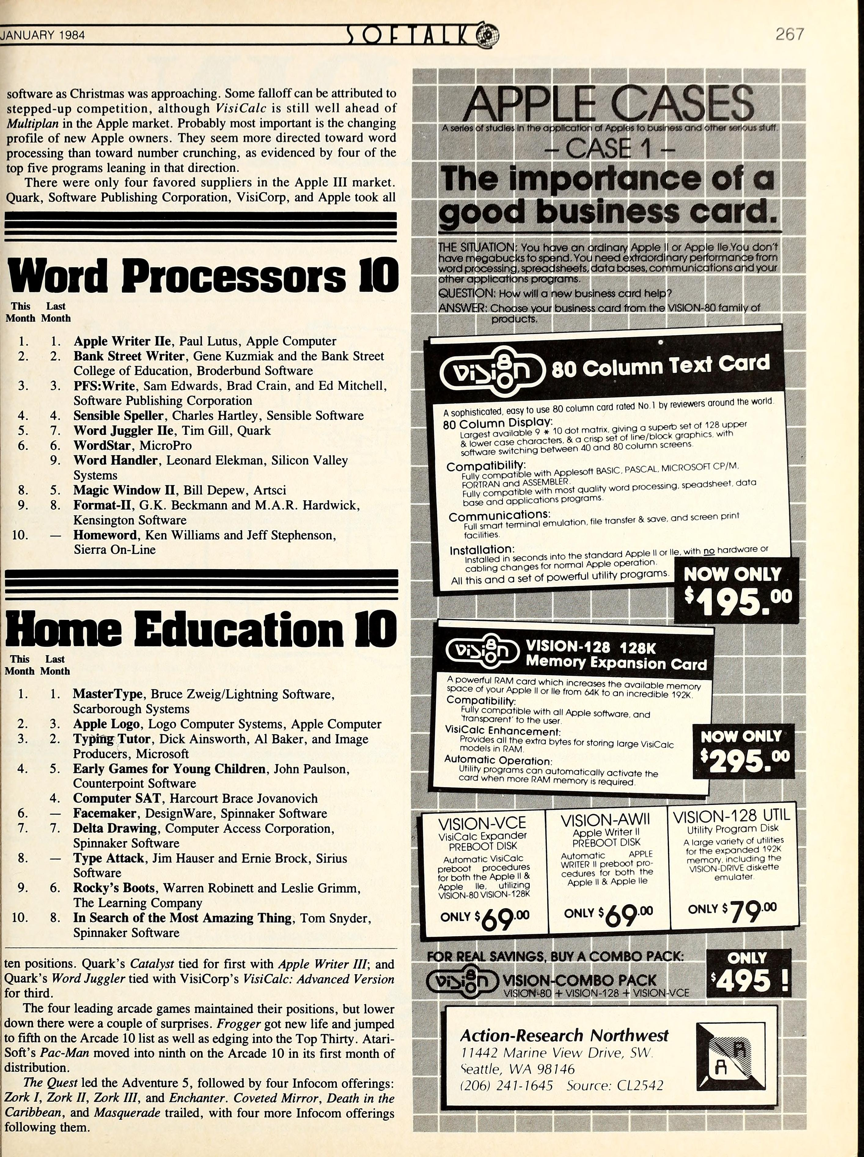 JANUARY 1984
SOFTALK
267
software as Christmas was approaching. Some falloff can be attributed to
stepped-up competition, although VisiCalc is still well ahead of
Multiplan in the Apple market. Probably most important is the changing
profile of new Apple owners. They seem more directed toward word
processing than toward number crunching, as evidenced by four of the
top five programs leaning in that direction.
There were only four favored suppliers in the Apple III market.
Quark, Software Publishing Corporation, VisiCorp, and Apple took all
Word Processors 10
This Last
Month Month
1. 1. Apple Writer IIe, Paul Lutus, Apple Computer
2. 2. Bank Street Writer, Gene Kuzmiak and the Bank Street
College of Education, Broderbund Software
3. 3. PFS:Write, Sam Edwards, Brad Crain, and Ed Mitchell,
Software Publishing Corporation
4. 4. Sensible Speller, Charles Hartley, Sensible Software
5. 7. Word Juggler IIe, Tim Gill, Quark
6. 6. WordStar, MicroPro
9. Word Handler, Leonard Elekman, Silicon Valley
Systems
8. 5. Magic Window II, Bill Depew, Artsci
9. 8. Format-II, G.K. Beckmann and M.A.R. Hardwick,
Kensington Software
10. — Homeword, Ken Williams and Jeff Stephenson,
Sierra On-Line
Home Education 10
This Last
Month Month
1. 1. MasterType, Bruce Zweig/Lightning Software,
Scarborough Systems
2. 3. Apple Logo, Logo Computer Systems, Apple Computer
3. 2. Typing Tutor, Dick Ainsworth, Al Baker, and Image
Producers, Microsoft
4. 5. Early Games for Young Children, John Paulson,
Counterpoint Software
4. Computer SAT, Harcourt Brace Jovanovich
6. — Facemaker, DesignWare, Spinnaker Software
7. 7. Delta Drawing, Computer Access Corporation,
Spinnaker Software
8. — Type Attack, Jim Hauser and Ernie Brock, Sirius
Software
9. 6. Rocky's Boots, Warren Robinett and Leslie Grimm,
The Learning Company
10. 8. In Search of the Most Amazing Thing, Tom Snyder,
Spinnaker Software
ten positions. Quark's Catalyst tied for first with Apple Writer III; and
Quark's Word Juggler tied with VisiCorp's VisiCalc: Advanced Version
for third.
The four leading arcade games maintained their positions, but lower
down there were a couple of surprises. Frogger got new life and jumped
to fifth on the Arcade 10 list as well as edging into the Top Thirty. Atari-
Soft's Pac-Man moved into ninth on the Arcade 10 in its first month of
distribution.
The Quest led the Adventure 5, followed by four Infocom offerings:
Zork I, Zork II, Zork III, and Enchanter. Coveted Mirror, Death in the
Caribbean, and Masquerade trailed, with four more Infocom offerings
following them.
APPLE CASES
A series of studies in the application of Apples to business and other serious stuff.
– CASE 1 –
The importance of a
good business card.
THE SITUATION: You have an ordinary Apple II or Apple IIe.You don't
have megabucks to spend. You need extraordinary performance from
word processing, spreadsheets, data bases, communications and your
other applications programs.
QUESTION: How will a new business card help?
ANSWER: Choose your business card from the VISION-80 family of
products.
ViSiON 80 80 Column Text Card
A sophisticated, easy to use 80 column card rated No.1 by reviewers around the world.
80 Column Display:
Largest available 9 * 10 dot matrix, giving a superb set of 128 upper
& lower case characters, & a crisp set of line/block graphics, with
software switching between 40 and 80 column screens.
Compatibility:
Fully compatible with Applesoft BASIC, PASCAL, MICROSOFT CP/M,
FORTRAN and ASSEMBLER.
Fully compatible with most quality word processing, speadsheet, data
base and applications programs.
Communications:
Full smart terminal emulation, file transfer & save, and screen print
facilities.
Installation:
Installed in seconds into the standard Apple II or IIe, with no hardware or
cabling changes for normal Apple operation.
All this and a set of powerful utility programs.
NOW ONLY
$195.00
ViSiON 80 VISION-128 128K
Memory Expansion Card
A powerful RAM card which increases the available memory
space of your Apple II or IIe from 64K to an incredible 192K.
Compatibility:
Fully compatible with all Apple software, and
'transparent' to the user.
VisiCalc Enhancement:
Provides all the extra bytes for storing large VisiCalc
models in RAM.
Automatic Operation:
Utility programs can automatically activate the
card when more RAM memory is required.
NOW ONLY
$295.00
VISION-VCE
VisiCalc Expander
PREBOOT DISK
Automatic VisiCalc
preboot procedures
for both the Apple II &
Apple IIe, utilizing
VISION-80 VISION-128K
ONLY $69.00
VISION-AWII
Apple Writer II
PREBOOT DISK
Automatic APPLE
WRITER II preboot pro-
cedures for both the
Apple II & Apple IIe
ONLY $69.00
VISION-128 UTIL
Utility Program Disk
A large variety of utilities
for the expanded 192K
memory, including the
VISION-DRIVE diskette
emulater.
ONLY $79.00
FOR REAL SAVINGS, BUY A COMBO PACK:
ViSiON 80 VISION-COMBO PACK
VISION-80 + VISION-128 + VISION-VCE
ONLY
$495 !
Action-Research Northwest
11442 Marine View Drive, SW
Seattle, WA 98146
(206) 241-1645 Source: CL2542
A A